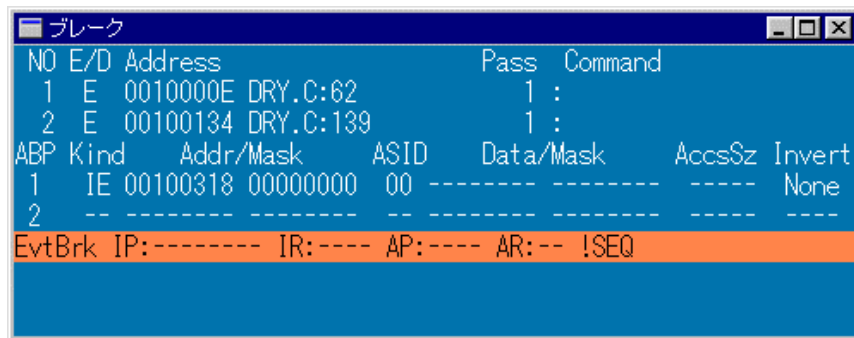 ブレーク
NO E/D Address Pass Command
1 E 0010000E DRY.C:62 1 :
2 E 00100134 DRY.C:139 1 :
ABP Kind Addr/Mask ASID Data/Mask AccsSz Invert
1 IE 00100318 00000000 00 -------- -------- ----- None
2 -- -------- -------- -- -------- -------- ----- ----
EvtBrk IP:-------- IR:---- AP:---- AR:-- !SEQ